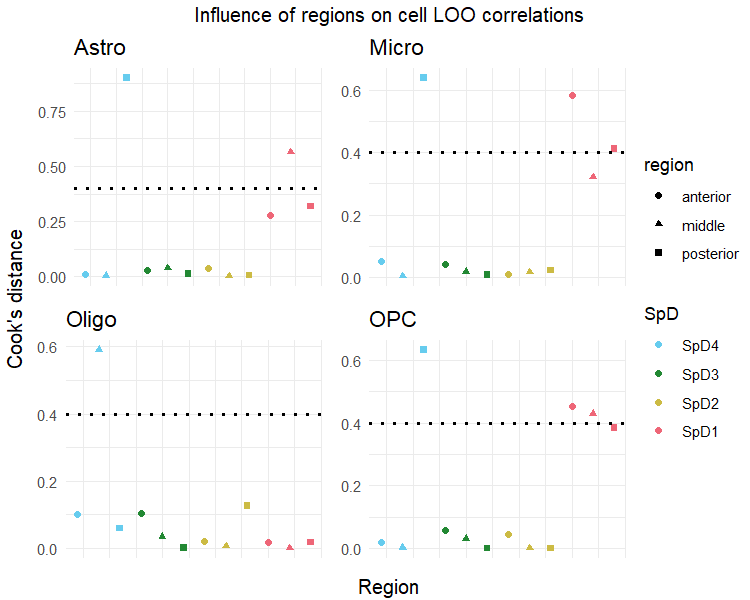 Influence of regions on cell LOO correlations
Astro
Micro
0.75
0.50
0.25
0.00
0.6
0.4
0.2
0.0
Oligo
OPC
0.6
0.4
0.2
0.0
0.6
0.4
0.2
0.0
Cook's distance
Region
region
anterior
middle
posterior
SpD
SpD4
SpD3
SpD2
SpD1